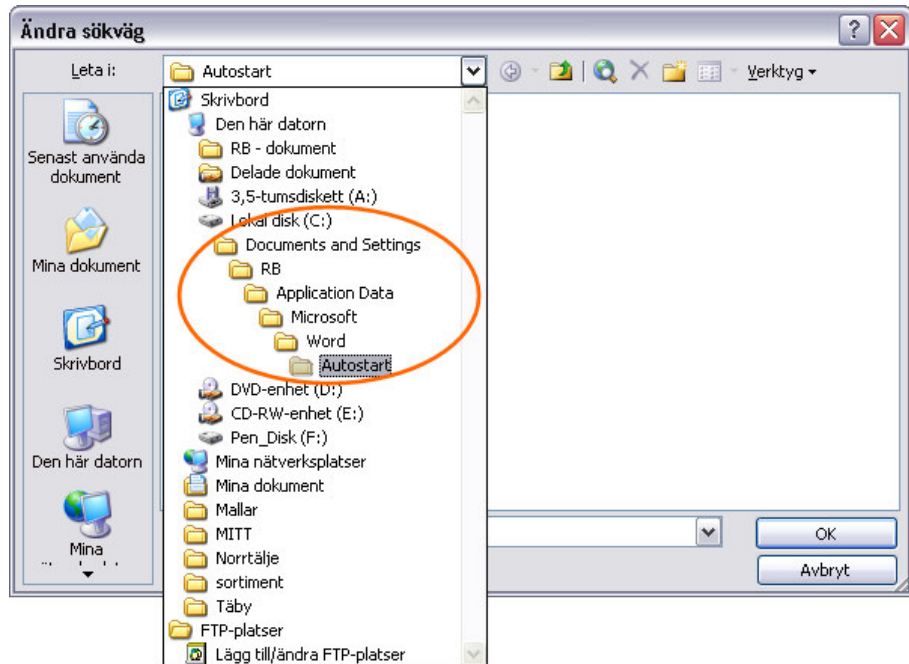 Ändra sökväg
Leta i:
Autostart
Verktyg
Senast använda
dokument
Mina dokument
Skrivbord
Den här datorn
Mina
Skrivbord
Den här datorn
RB - dokument
Delade dokument
3,5-tumsdiskett (A:)
Lokal disk (C:)
Documents and Settings
RB
Application Data
Microsoft
Word
Autostart
DVD-enhet (D:)
CD-RW-enhet (E:)
Pen_Disk (F:)
Mina nätverksplatser
Mina dokument
Mallar
MITT
Norrtälje
sortiment
Täby
FTP-platser
Lägg till/ändra FTP-platser
OK
Avbryt